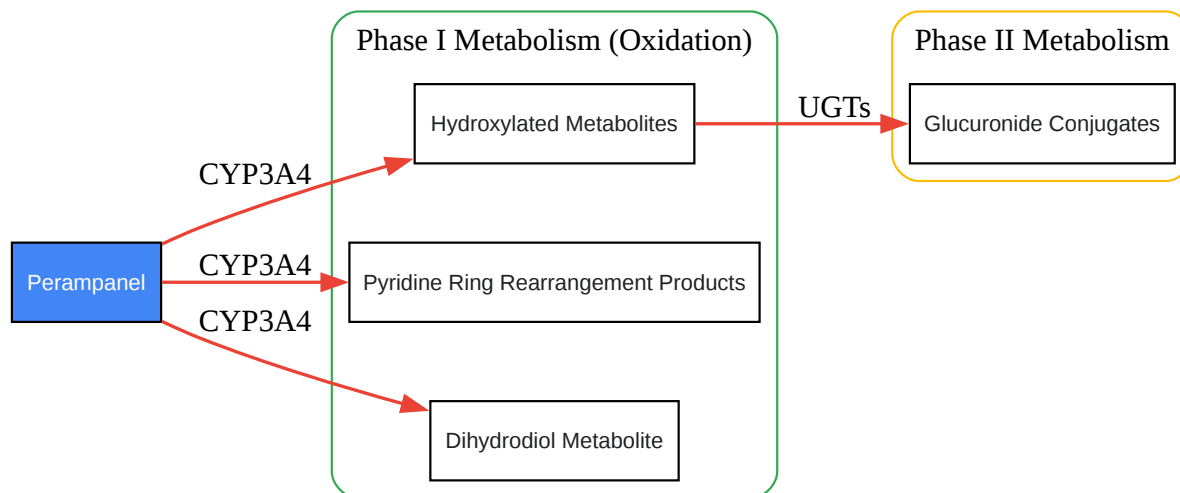 Phase I Metabolism (Oxidation)
Phase II Metabolism
Hydroxylated Metabolites
UGTs
Glucuronide Conjugates
CYP3A4
Perampanel
CYP3A4
Pyridine Ring Rearrangement Products
CYP3A4
Dihydrodiol Metabolite